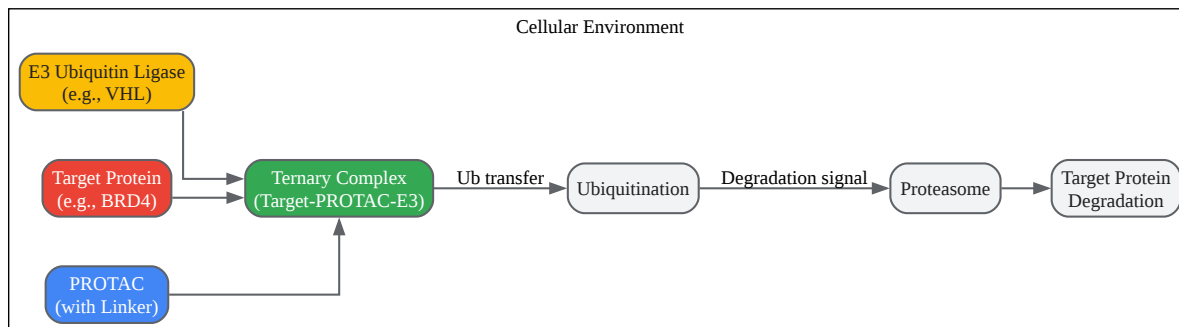 Cellular Environment
E3 Ubiquitin Ligase
(e.g., VHL)
Target Protein
(e.g., BRD4)
PROTAC
(with Linker)
Ternary Complex
(Target-PROTAC-E3)
Ub transfer
Ubiquitination
Degradation signal
Proteasome
Target Protein
Degradation